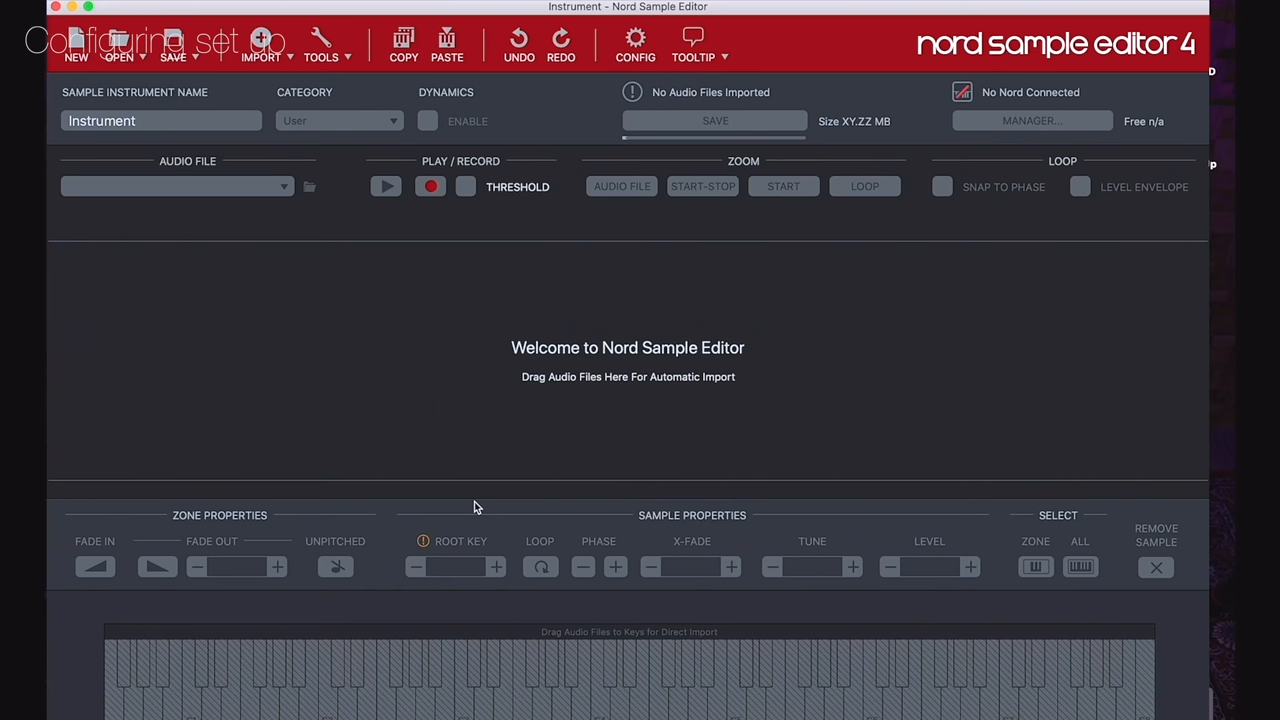 Instrument - Nord Sample Editor
Configuring set up
NEW OPEN SAVE IMPORT TOOLS COPY PASTE UNDO REDO CONFIG TOOLTIP
nord sample editor 4
SAMPLE INSTRUMENT NAME CATEGORY DYNAMICS No Audio Files Imported No Nord Connected
Instrument User ENABLE SAVE Size XY.ZZ MB MANAGER... Free n/a
AUDIO FILE PLAY / RECORD ZOOM LOOP
THRESHOLD AUDIO FILE START-STOP START LOOP SNAP TO PHASE LEVEL ENVELOPE
Welcome to Nord Sample Editor
Drag Audio Files Here For Automatic Import
ZONE PROPERTIES SAMPLE PROPERTIES SELECT
REMOVE SAMPLE
FADE IN FADE OUT UNPITCHED ROOT KEY LOOP PHASE X-FADE TUNE LEVEL ZONE ALL
Drag Audio Files to Keys for Direct Import